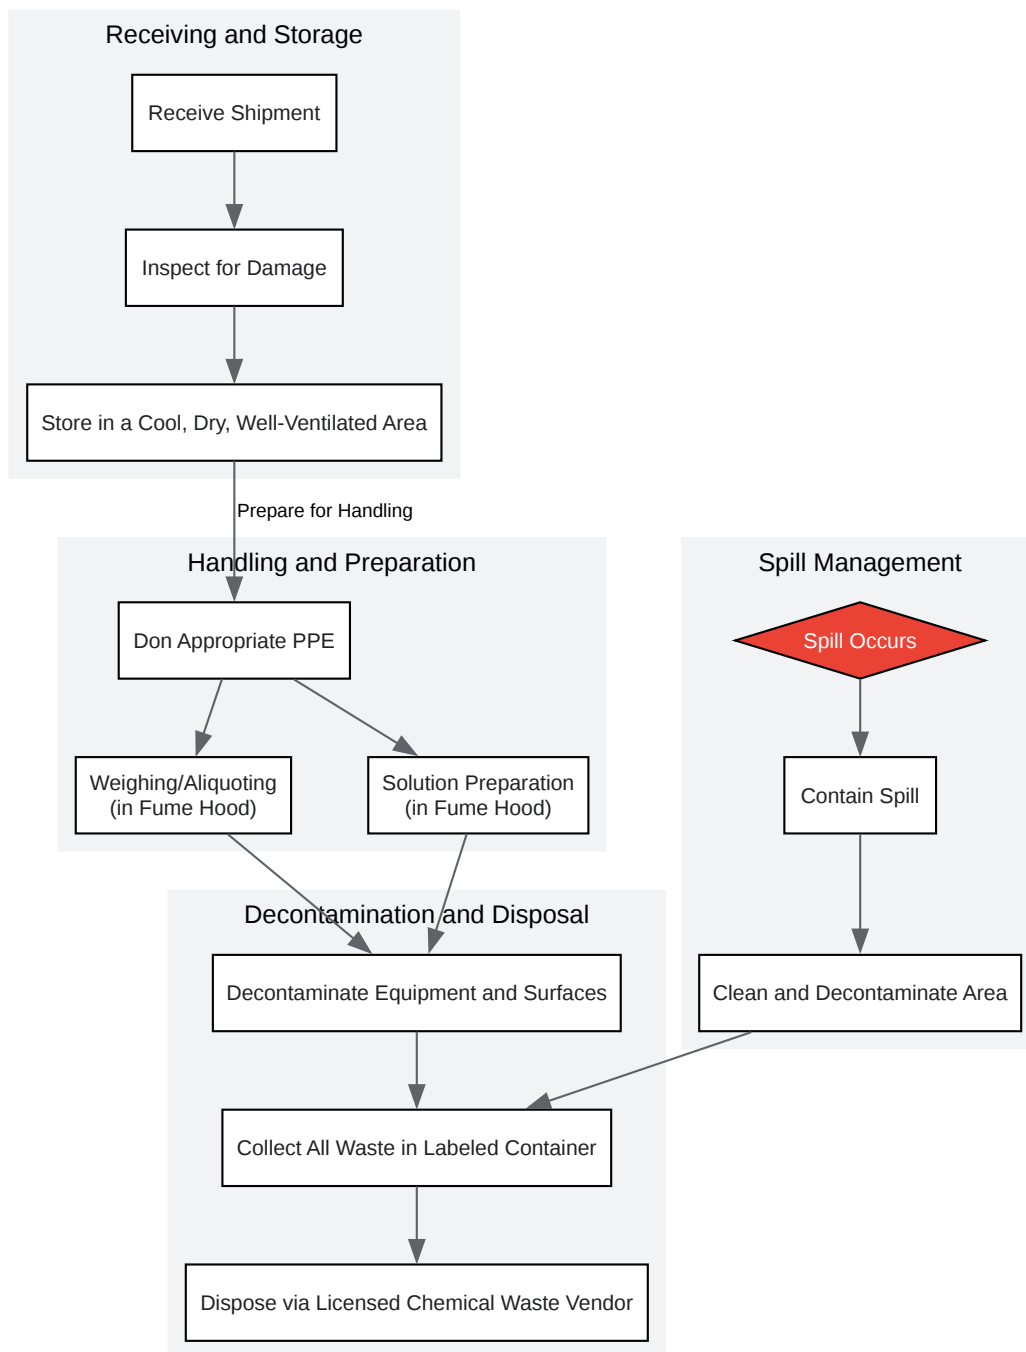 Receiving and Storage
Receive Shipment
Inspect for Damage
Store in a Cool, Dry, Well-Ventilated Area
Prepare for Handling
Handling and Preparation
Don Appropriate PPE
Weighing/Aliquoting
(in Fume Hood)
Solution Preparation
(in Fume Hood)
Spill Management
Spill Occurs
Contain Spill
Clean and Decontaminate Area
Decontamination and Disposal
Decontaminate Equipment and Surfaces
Collect All Waste in Labeled Container
Dispose via Licensed Chemical Waste Vendor